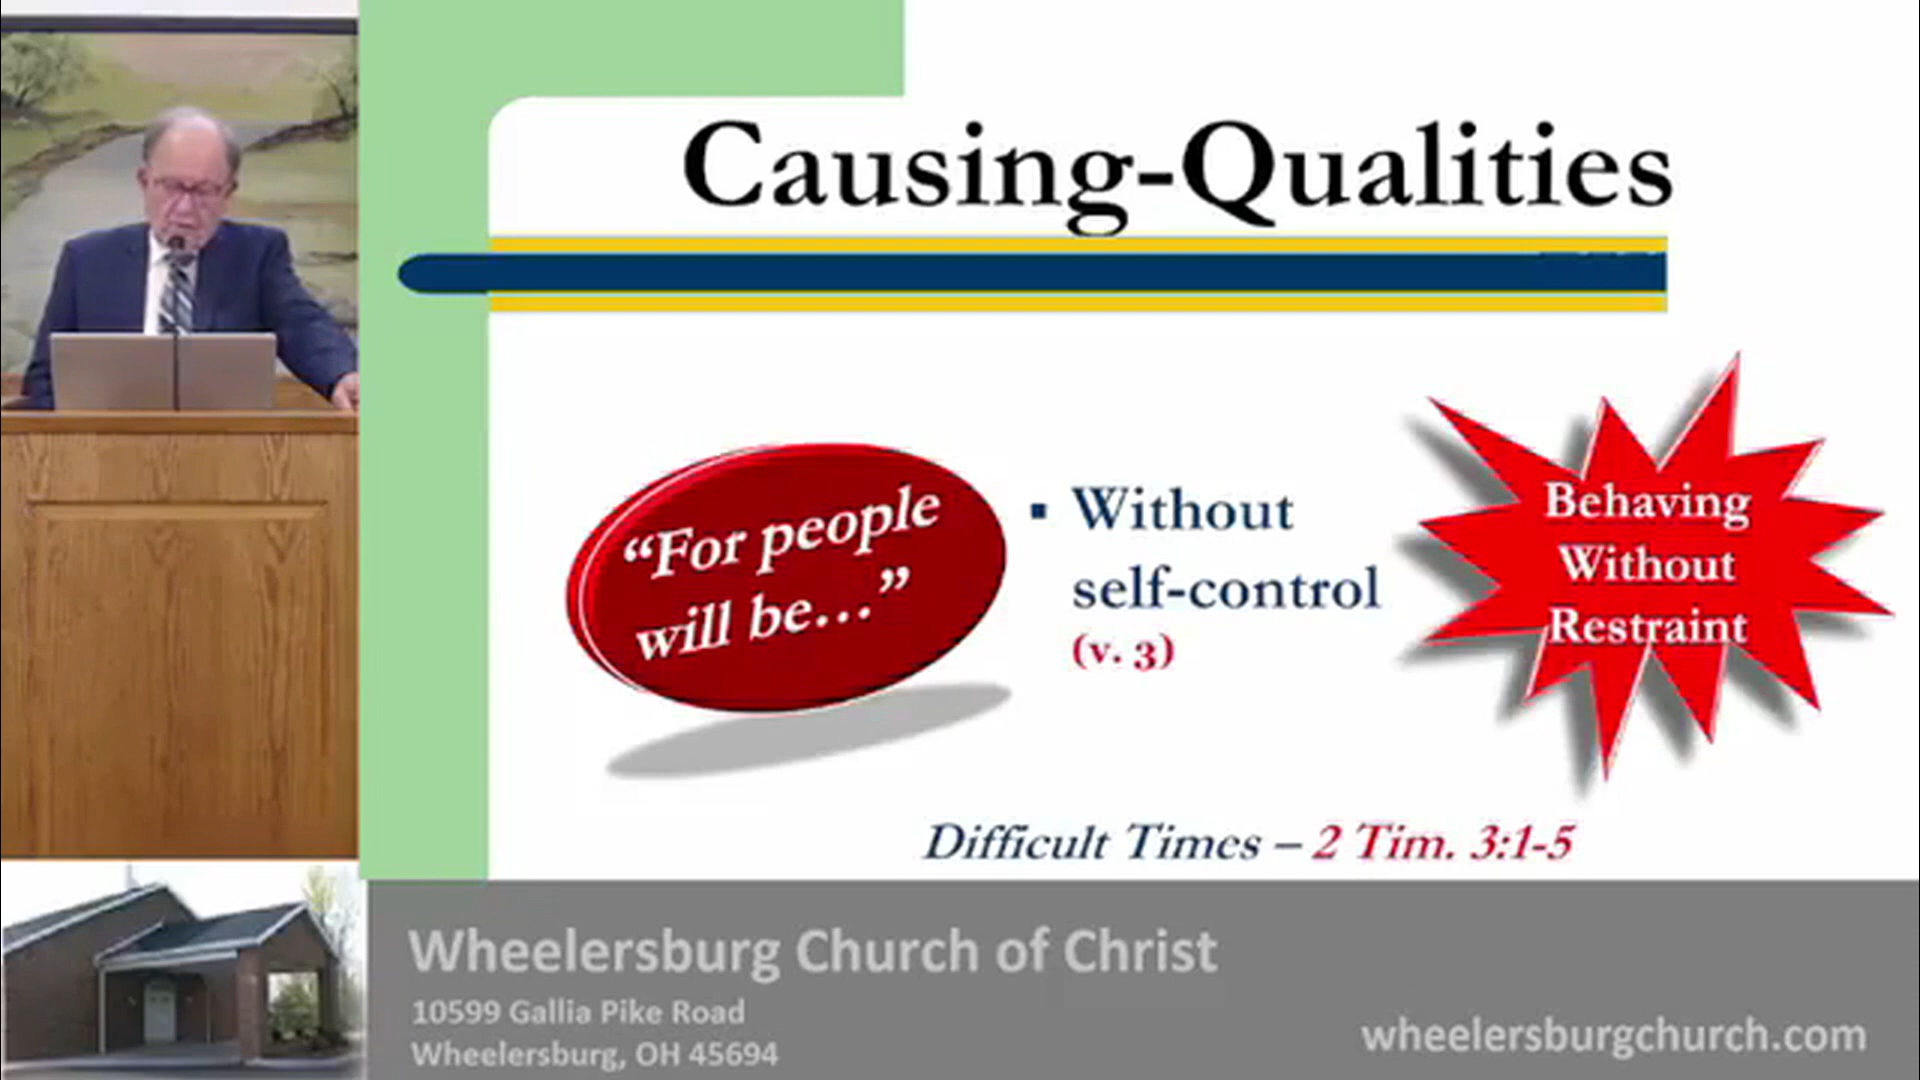 Causing-Qualities
“For people
will be…”
▪ Without
self-control
(v. 3)
Behaving
Without
Restraint
Difficult Times – 2 Tim. 3:1-5
Wheelersburg Church of Christ
10599 Gallia Pike Road
Wheelersburg, OH 45694
wheelersburgchurch.com